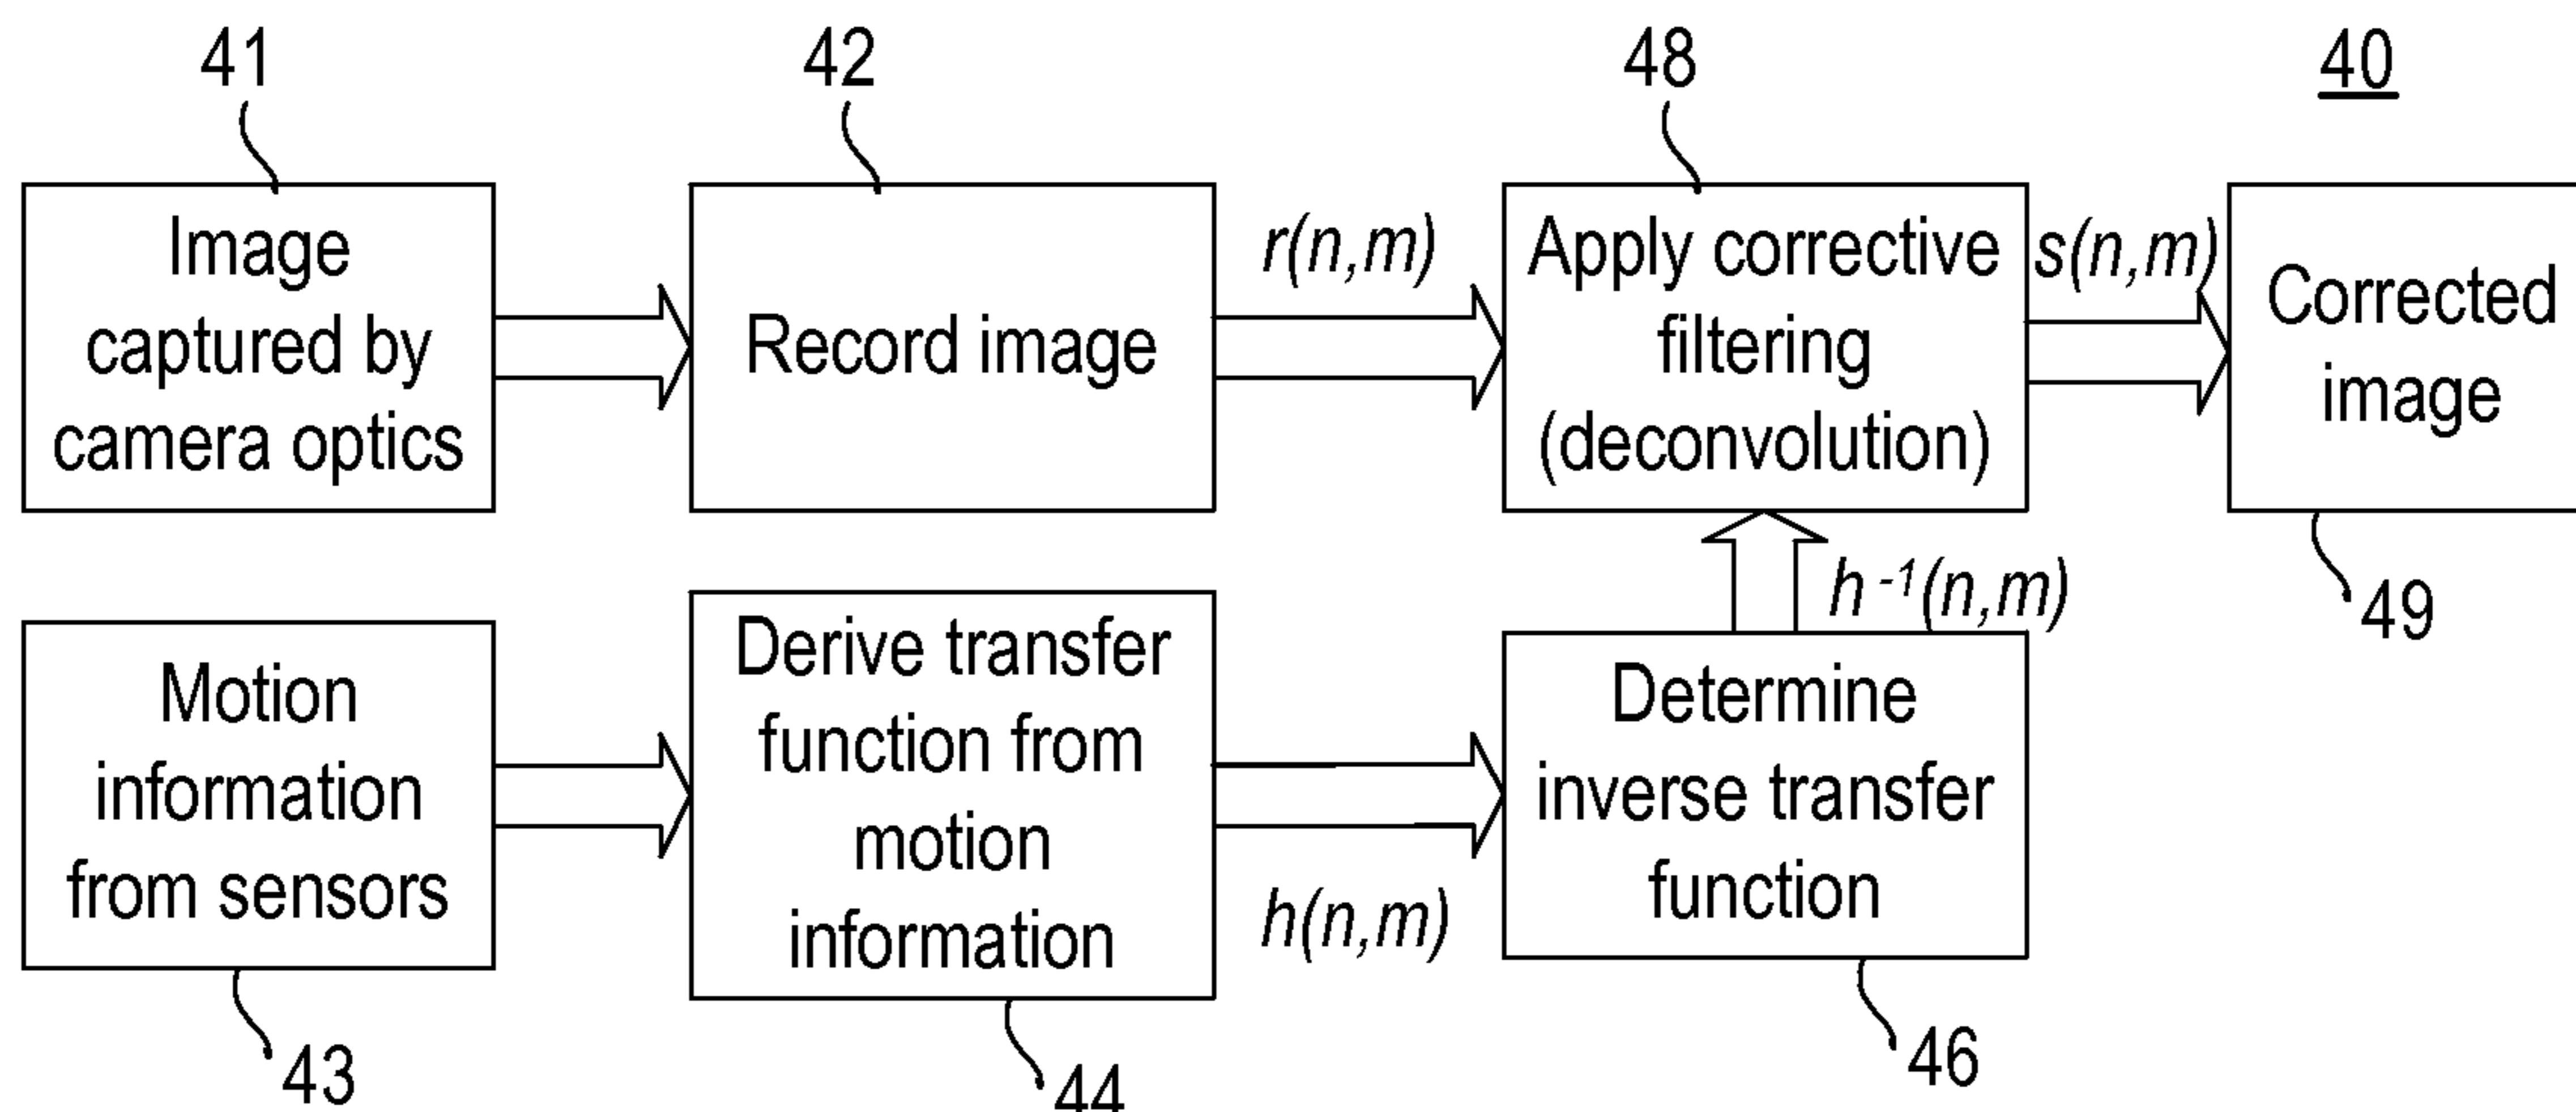 41
42
48
40
Image
captured by
camera optics
Record image
r(n,m)
Apply corrective
filtering
(deconvolution)
s(n,m)
Corrected
image
49
Motion
information
from sensors
43
Derive transfer
function from
motion
information
44
h(n,m)
h -1(n,m)
Determine
inverse transfer
function
46